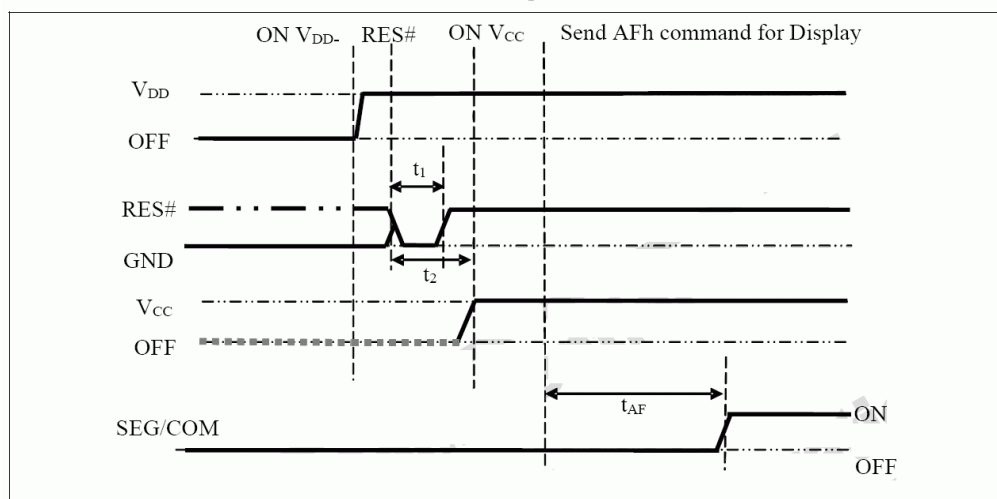 ON VDD- RES# ON VCC Send AFh command for Display
VDD
OFF
t1
RES#
GND
t2
VCC
OFF
tAF
ON
SEG/COM
OFF